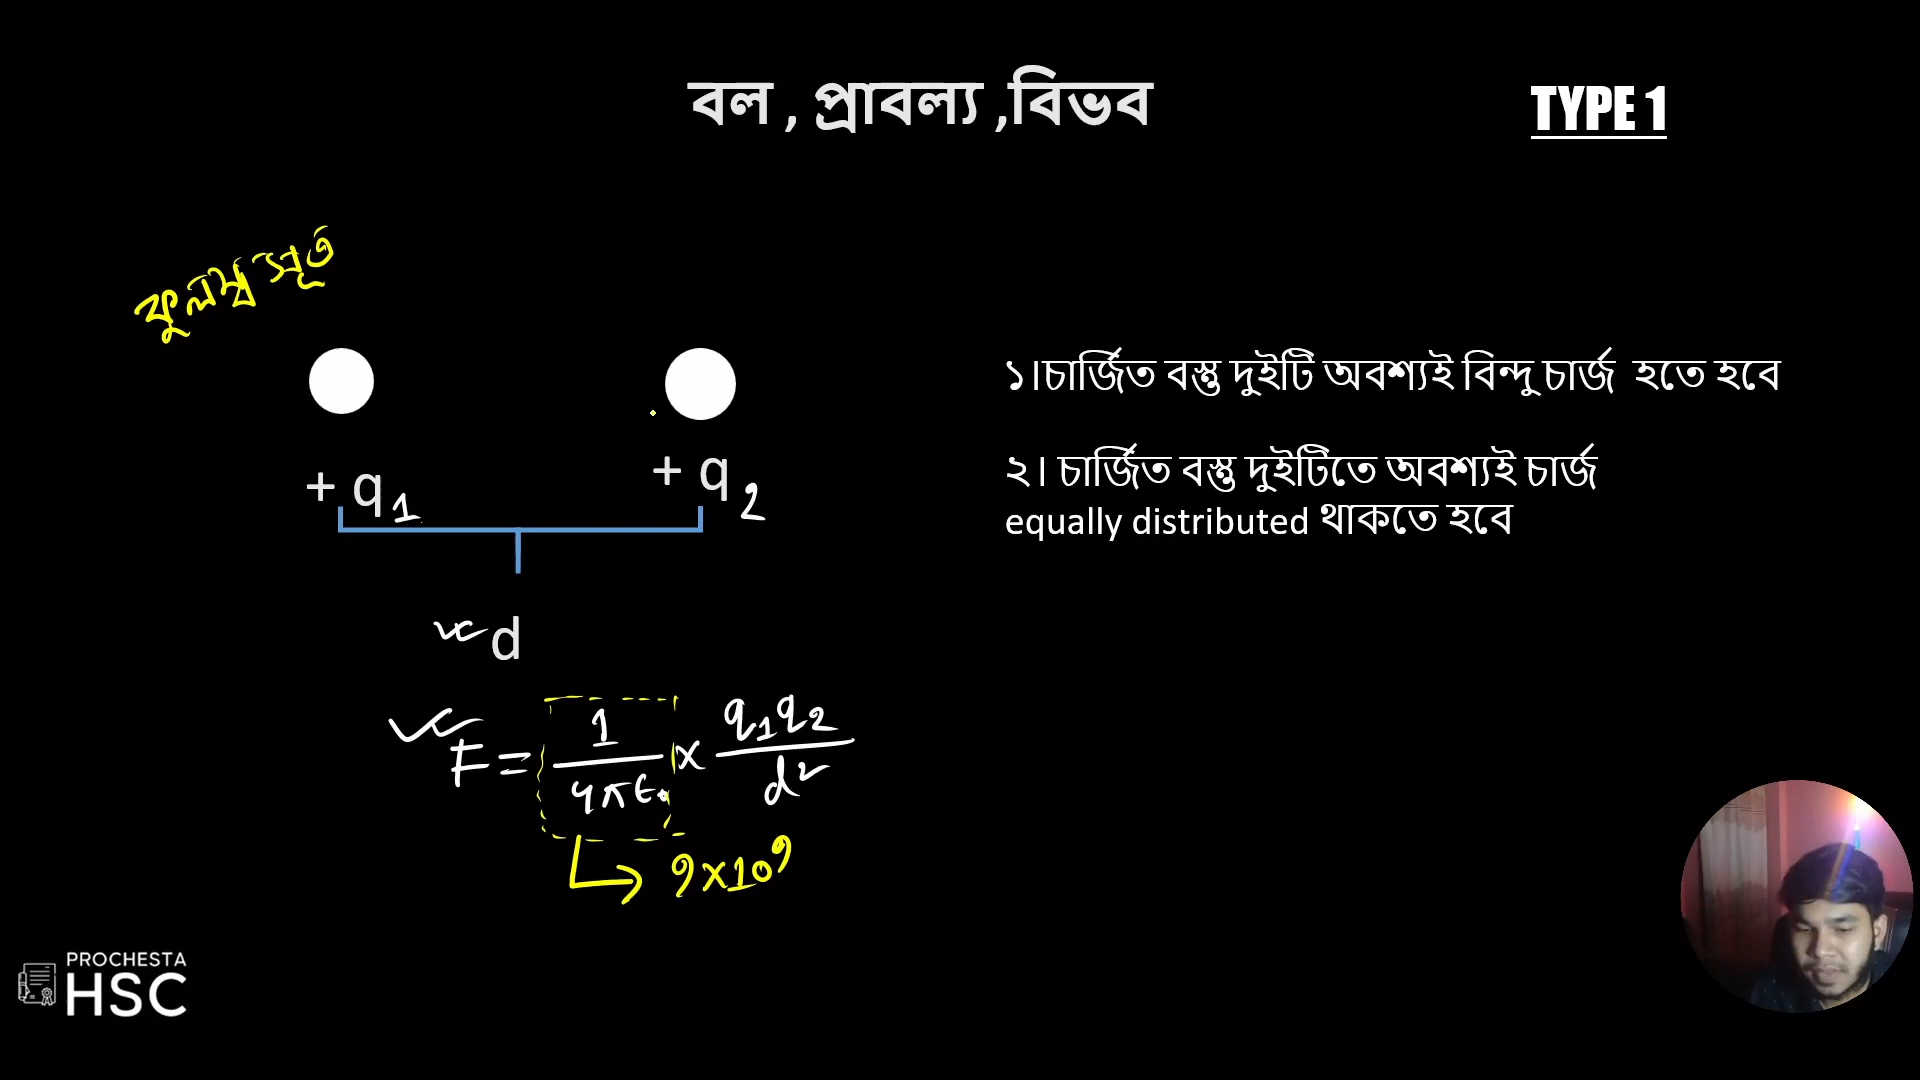 বল , প্রাবল্য ,বিভব
TYPE 1
কুলম্ব সূত্র
+ q1
+ q2
d
১।চার্জিত বস্তু দুইটি অবশ্যই বিন্দু চার্জ হতে হবে
২। চার্জিত বস্তু দুইটিতে অবশ্যই চার্জ
equally distributed থাকতে হবে
F = 1/4πε₀ × q1q2/d²
9×10⁹
PROCHESTA
HSC